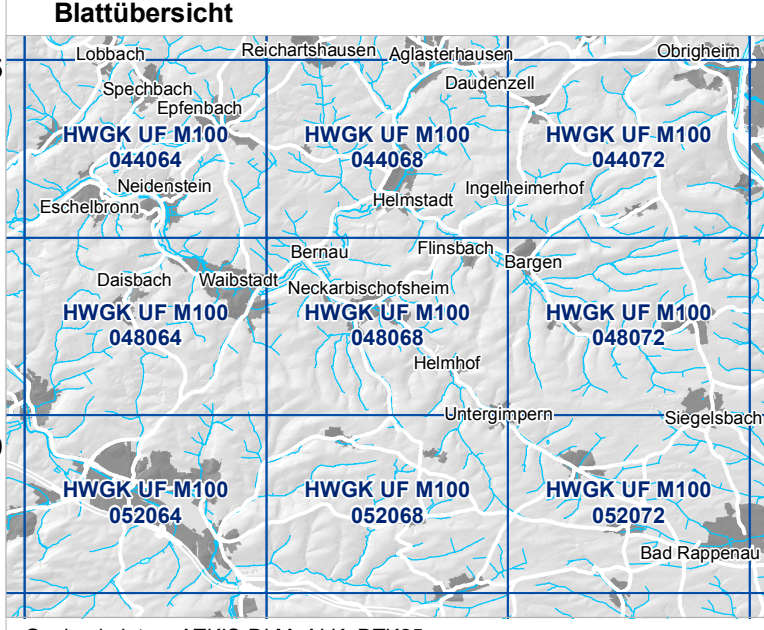 Blattübersicht
Lobbach
Reichartshausen
Aglasterhausen
Obrigheim
Spechbach
Daudenzell
Epfenbach
HWGK UF M100
044064
HWGK UF M100
044068
HWGK UF M100
044072
Neidenstein
Ingelheimerhof
Eschelbronn
Helmstadt
Bernau
Flinsbach
Bargen
Daisbach
Waibstadt
Neckarbischofsheim
HWGK UF M100
048064
HWGK UF M100
048068
HWGK UF M100
048072
Helmhof
Untergimpern
Siegelsbach
HWGK UF M100
052064
HWGK UF M100
052068
HWGK UF M100
052072
Bad Rappenau